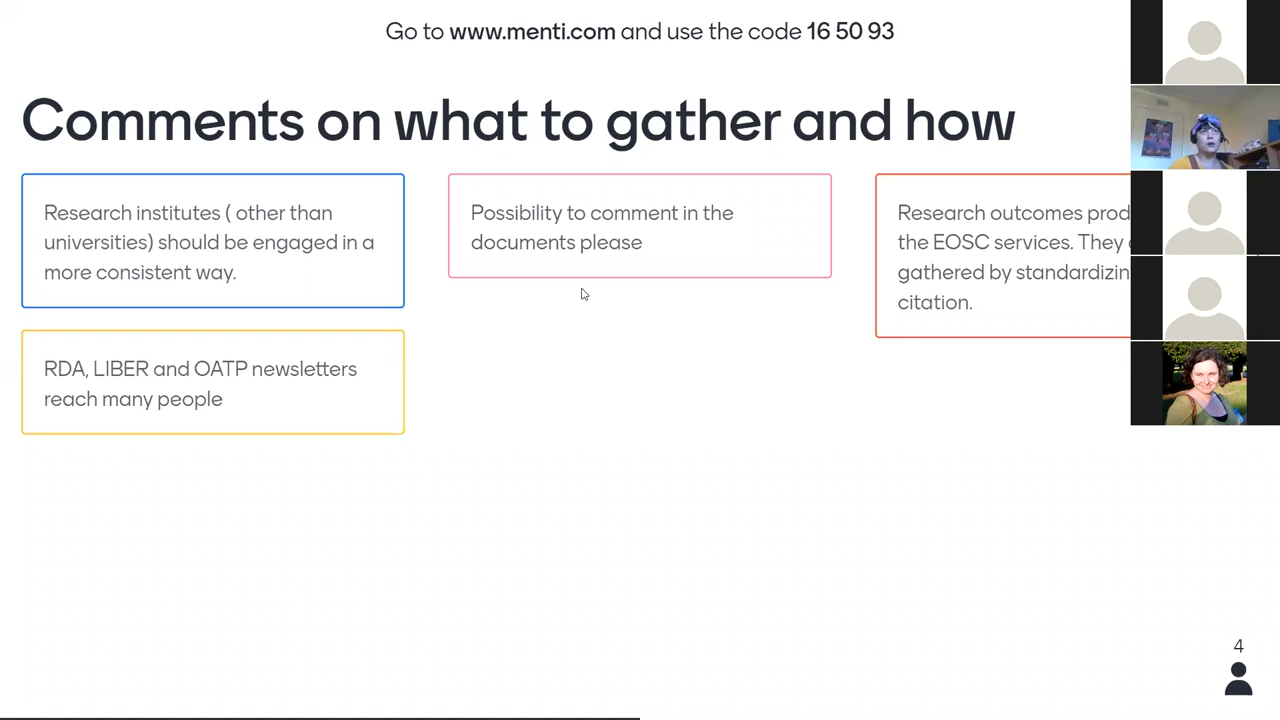 Go to www.menti.com and use the code 16 50 93
Comments on what to gather and how
Research institutes ( other than
universities) should be engaged in a
more consistent way.
Possibility to comment in the
documents please
Research outcomes
the EOSC services. They
gathered by
citation.
RDA, LIBER and OATP newsletters
reach many people
4